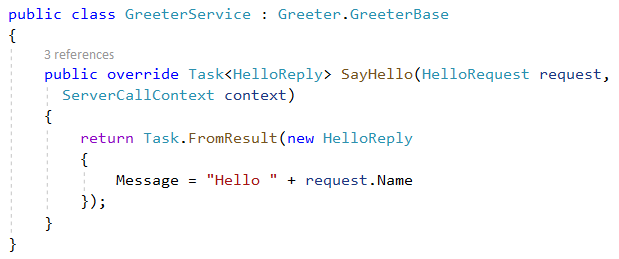 public class GreeterService : Greeter.GreeterBase
{
3 references
public override Task<HelloReply> SayHello(HelloRequest request,
ServerCallContext context)
{
return Task.FromResult(new HelloReply
{
Message = "Hello " + request.Name
});
}
}